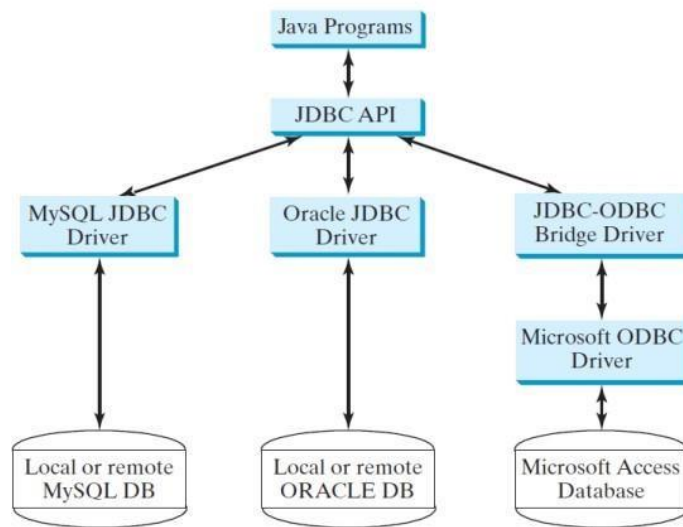 Java Programs
JDBC API
MySQL JDBC
Driver
Oracle JDBC
Driver
JDBC-ODBC
Bridge Driver
Microsoft ODBC
Driver
Local or remote
MySQL DB
Local or remote
ORACLE DB
Microsoft Access
Database